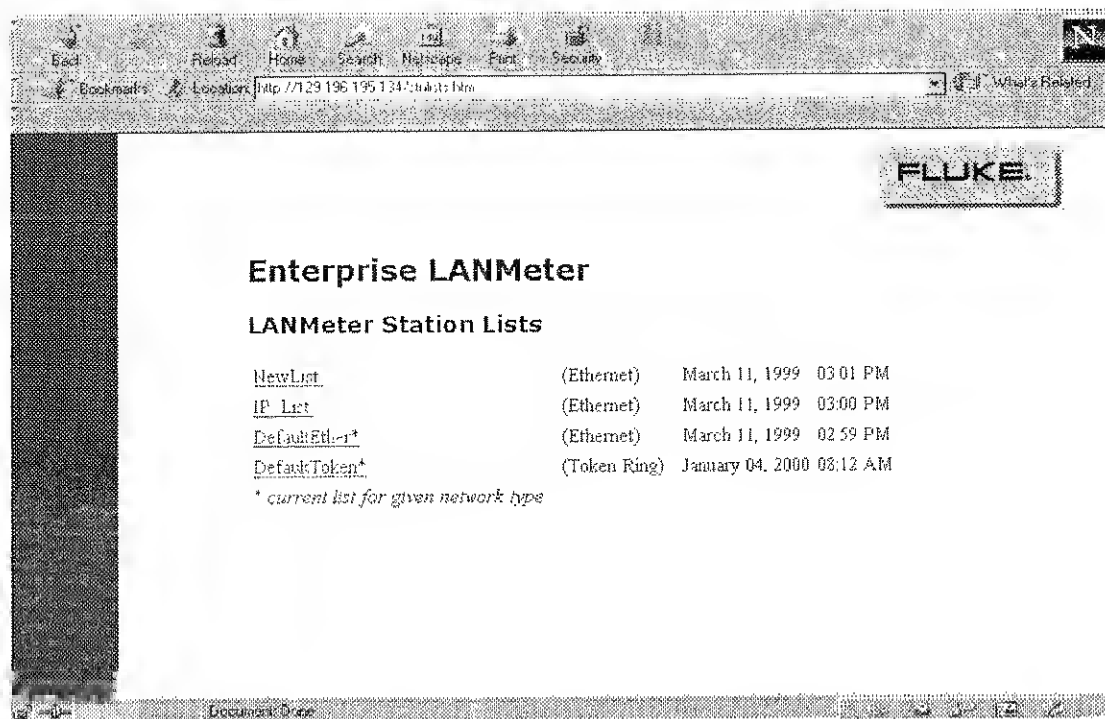 Back Reload Home Search Netscape Print Security
N
Bookmarks Location: What's Related
FLUKE.
Enterprise LANMeter
LANMeter Station Lists
NewList (Ethernet) March 11, 1999 03:01 PM
IP_List (Ethernet) March 11, 1999 03:00 PM
DefaultEther* (Ethernet) March 11, 1999 02:59 PM
DefaultToken* (Token Ring) January 04, 2000 08:12 AM
* current list for given network type
Document: Done